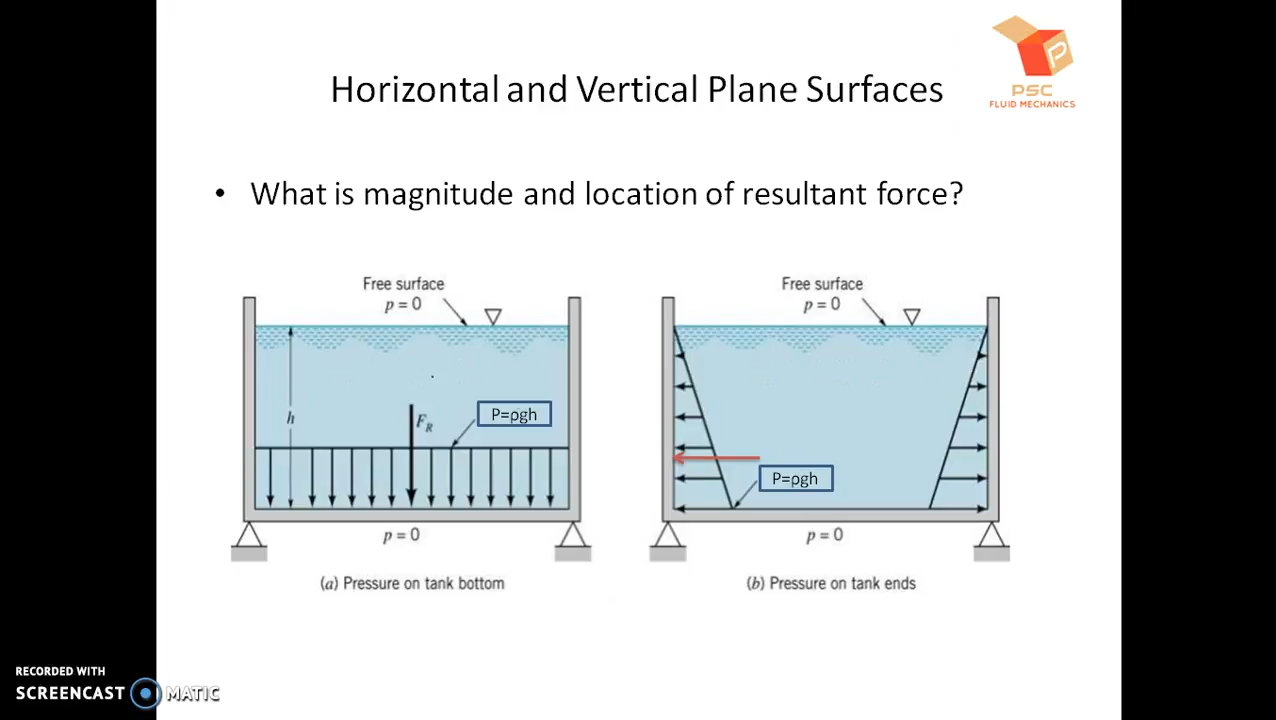 P
PSC
FLUID MECHANICS
Horizontal and Vertical Plane Surfaces
• What is magnitude and location of resultant force?
Free surface
p = 0
h
F_R
P=ρgh
p = 0
(a) Pressure on tank bottom
Free surface
p = 0
P=ρgh
p = 0
(b) Pressure on tank ends
RECORDED WITH
SCREENCAST MATIC